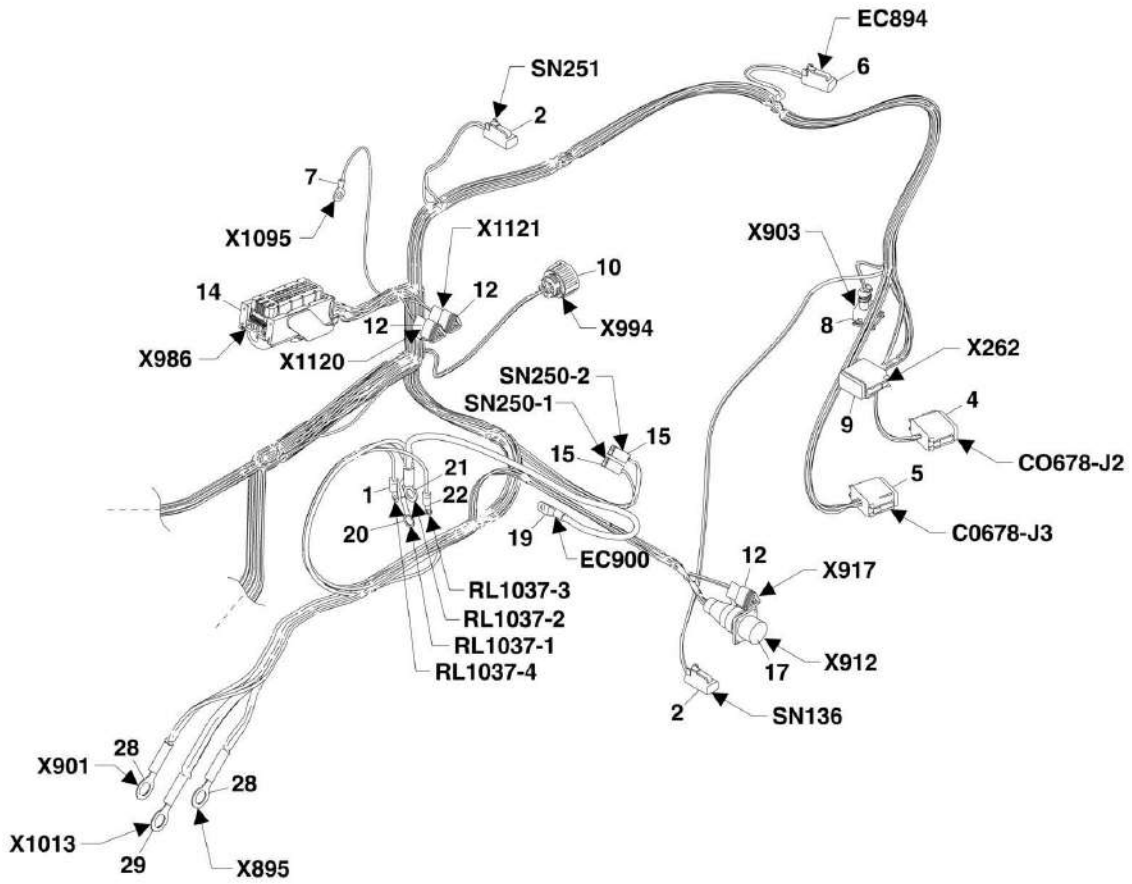 EC894
6
SN251
2
7
X1095
X1121
12
10
X903
14
12
X994
8
X986
X1120
X262
SN250-2
SN250-1
4
9
15
15
CO678-J2
21
5
1
22
20
19
EC900
C0678-J3
12
X917
RL1037-3
RL1037-2
RL1037-1
RL1037-4
X912
17
2
SN136
28
X901
28
X1013
29
X895